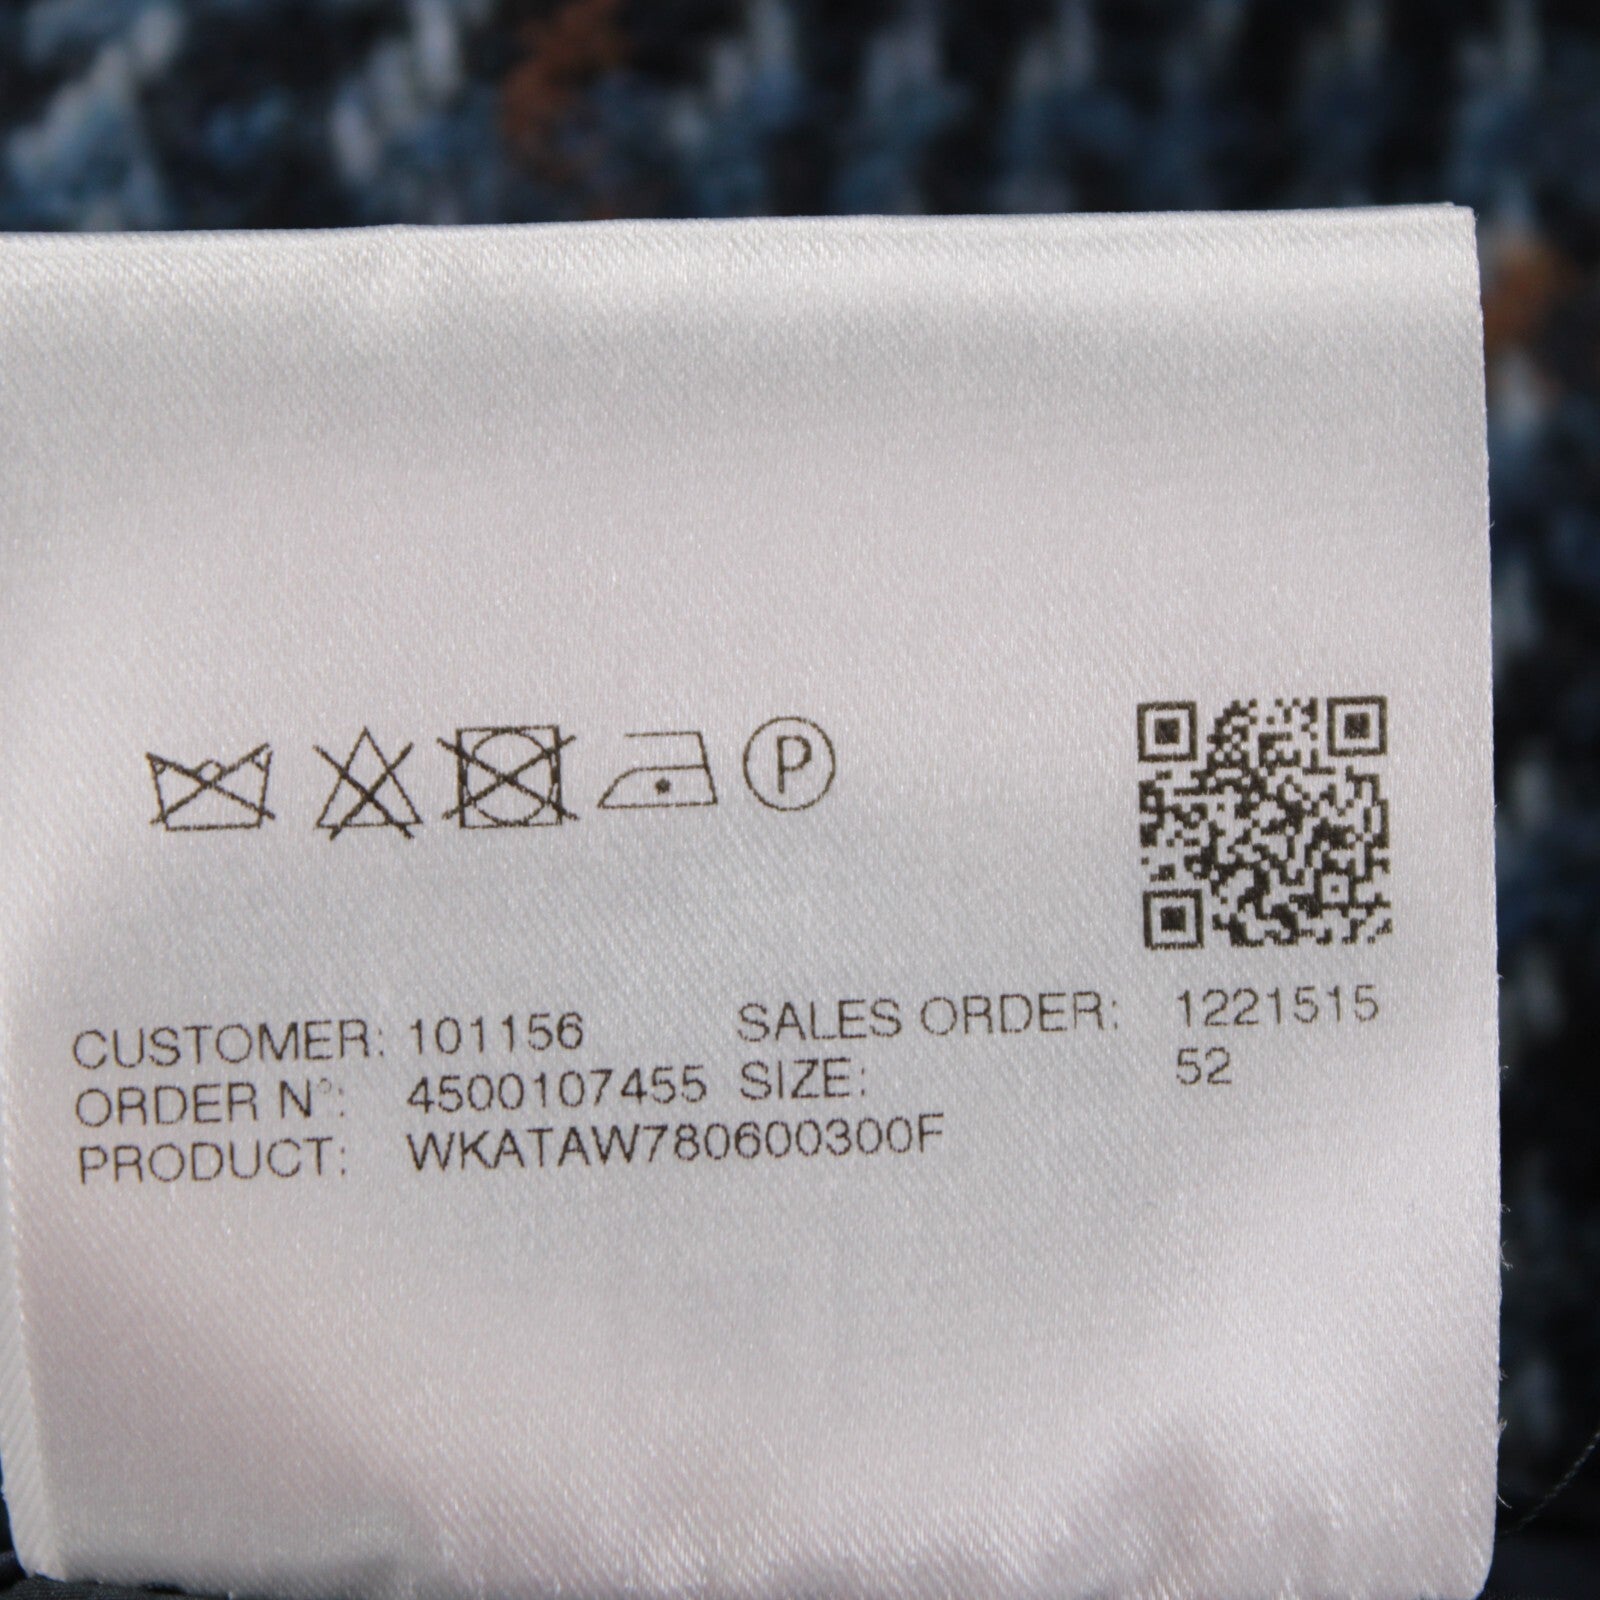 P
CUSTOMER: 101156 SALES ORDER: 1221515
ORDER N°: 4500107455 SIZE: 52
PRODUCT: WKATAW780600300F